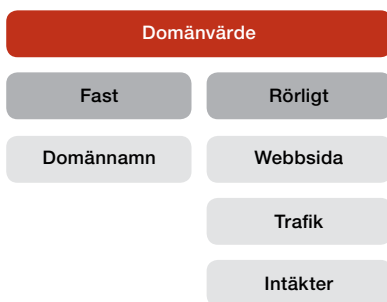 Domänvärde
Fast
Rörligt
Domännamn
Webbsida
Trafik
Intäkter